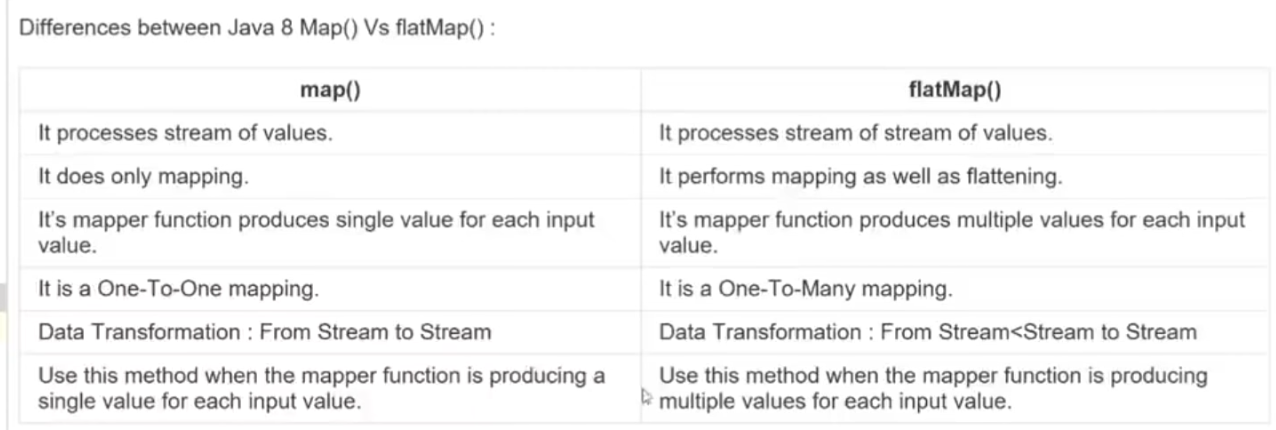 Differences between Java 8 Map() Vs flatMap() :
map()
flatMap()
It processes stream of values.
It processes stream of stream of values.
It does only mapping.
It performs mapping as well as flattening.
It's mapper function produces single value for each input
value.
It's mapper function produces multiple values for each input
value.
It is a One-To-One mapping.
It is a One-To-Many mapping.
Data Transformation : From Stream to Stream
Data Transformation : From Stream<Stream to Stream
Use this method when the mapper function is producing a
single value for each input value.
Use this method when the mapper function is producing
multiple values for each input value.